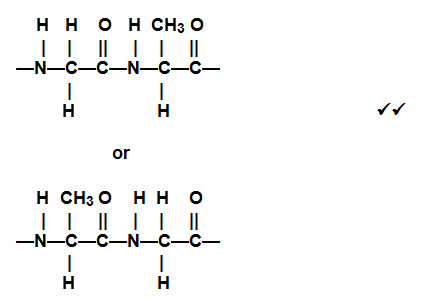 H H O H CH3 O
—N—C—C—N—C—C—
H H
✓✓
or
H CH3 O H H O
—N—C—C—N—C—C—
H H